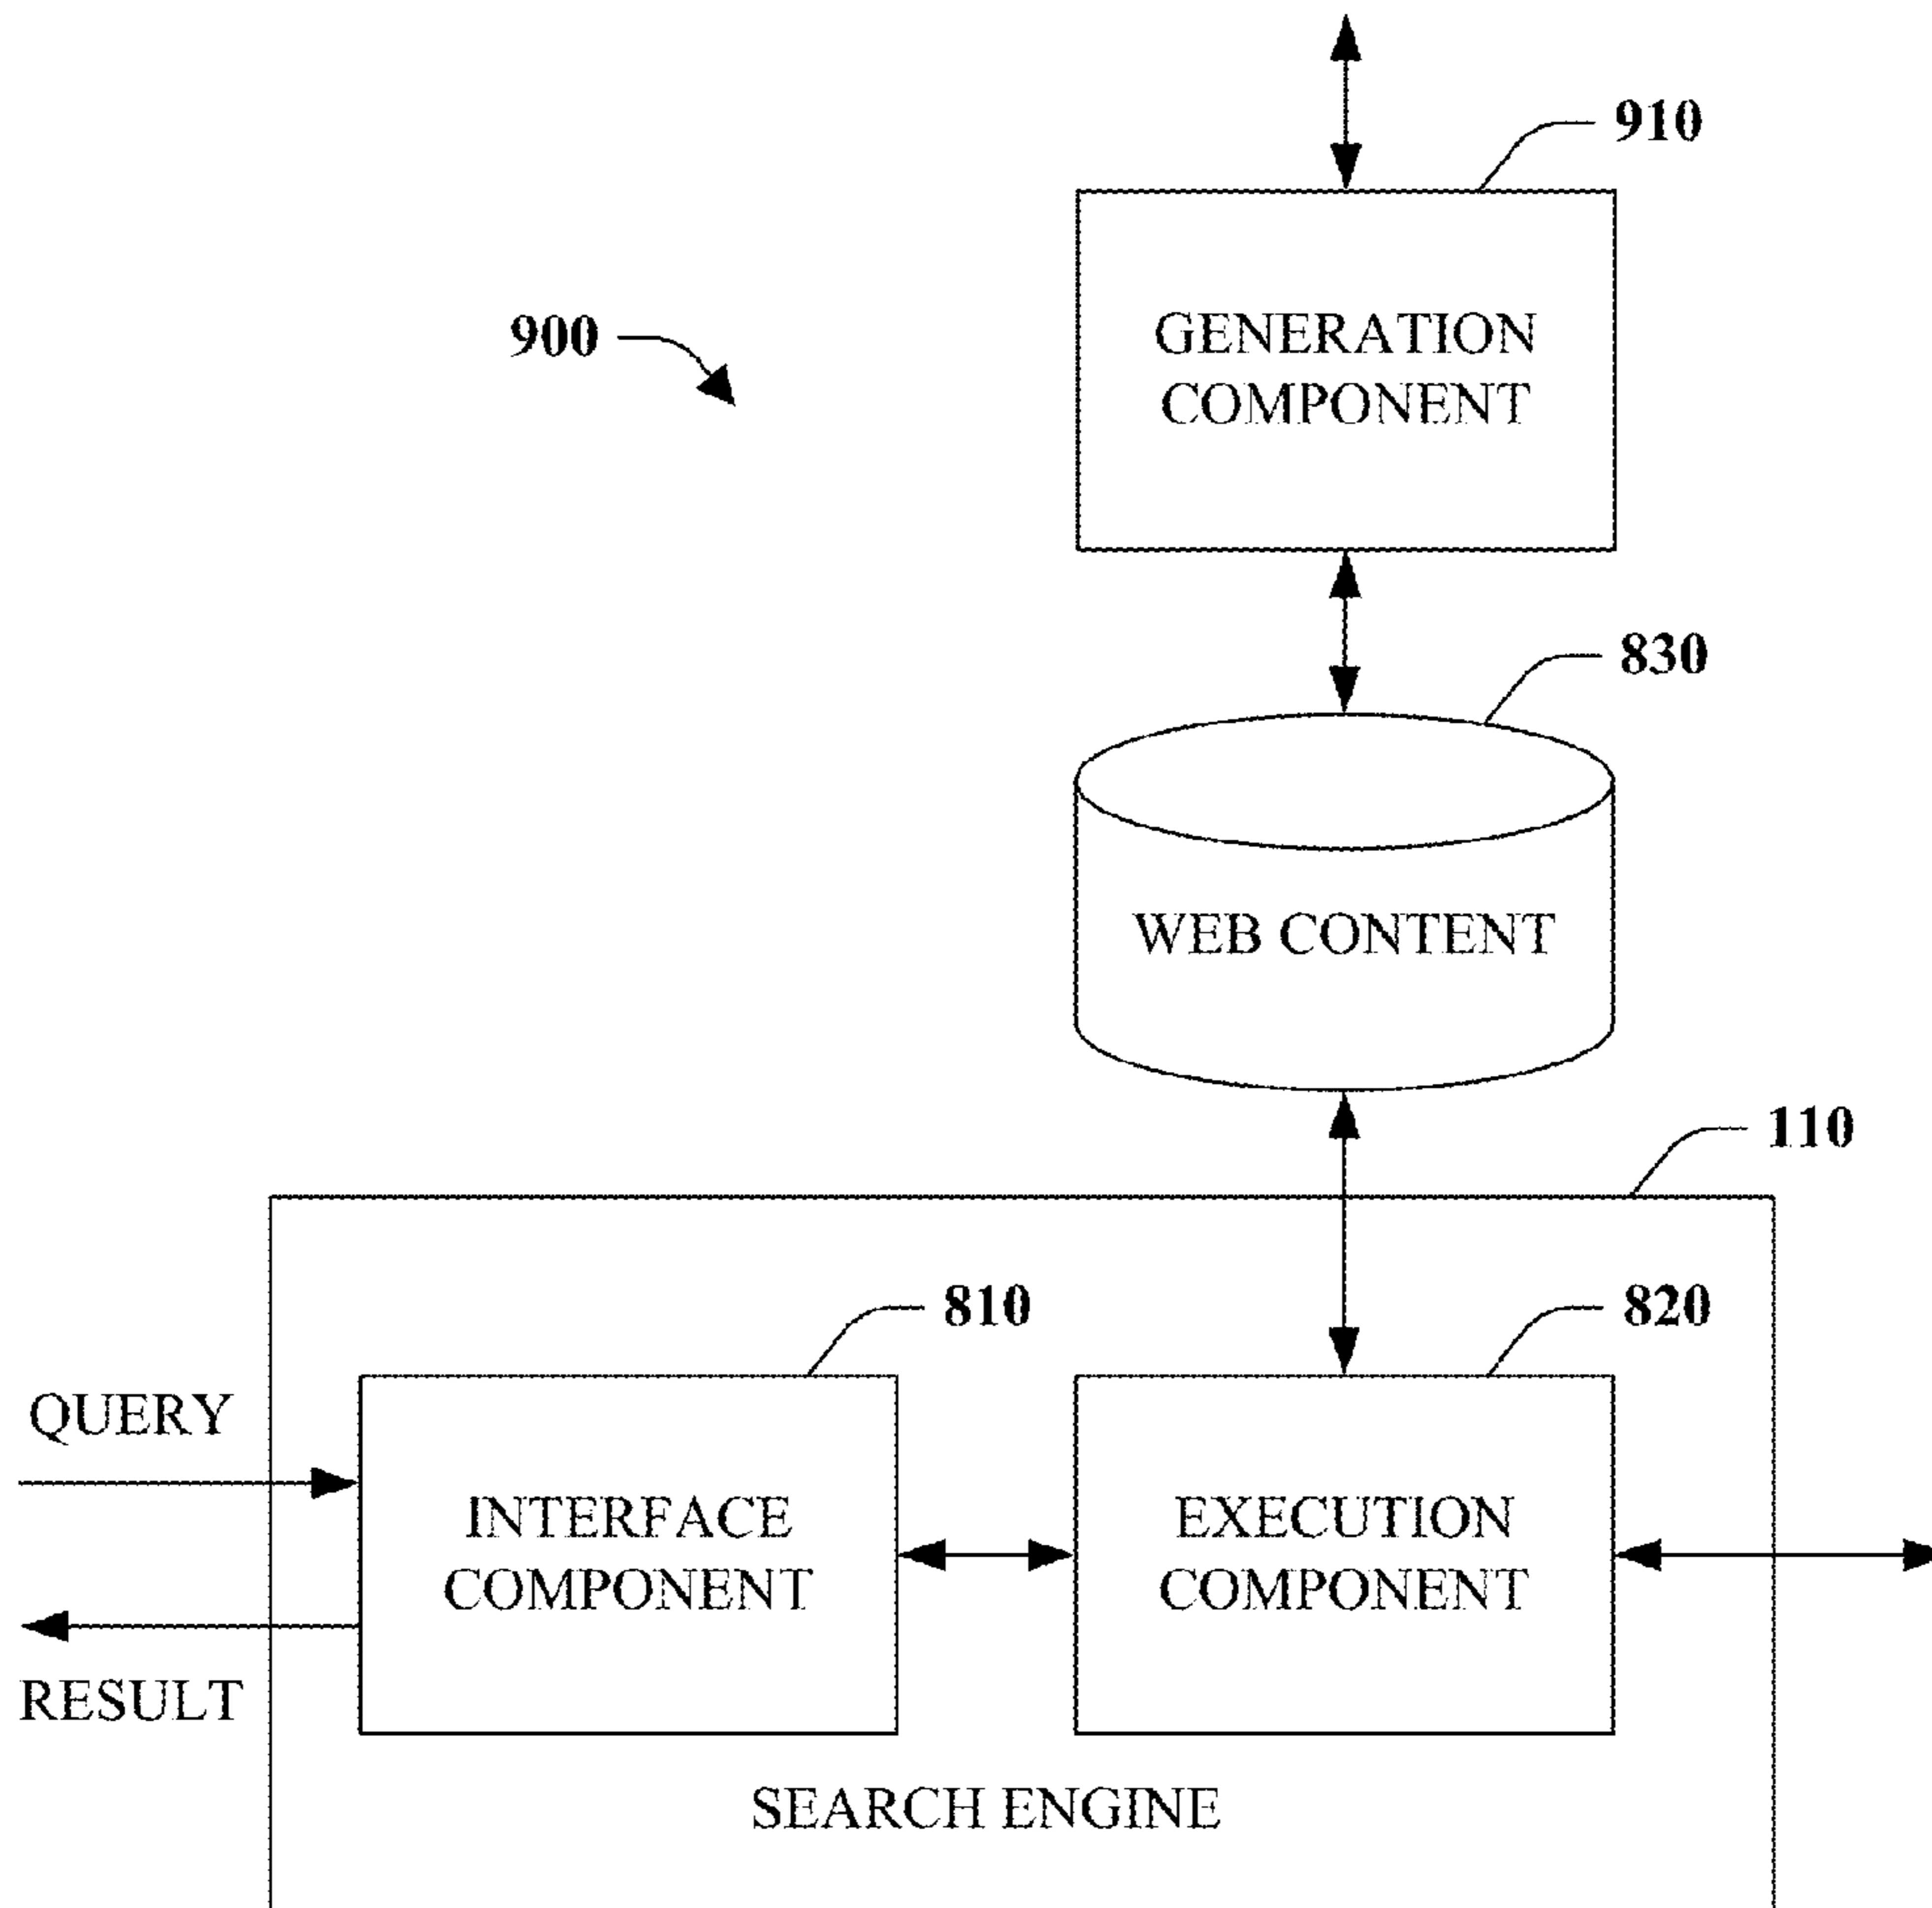 910
900
GENERATION
COMPONENT
830
WEB CONTENT
110
810
820
QUERY
INTERFACE
COMPONENT
EXECUTION
COMPONENT
RESULT
SEARCH ENGINE